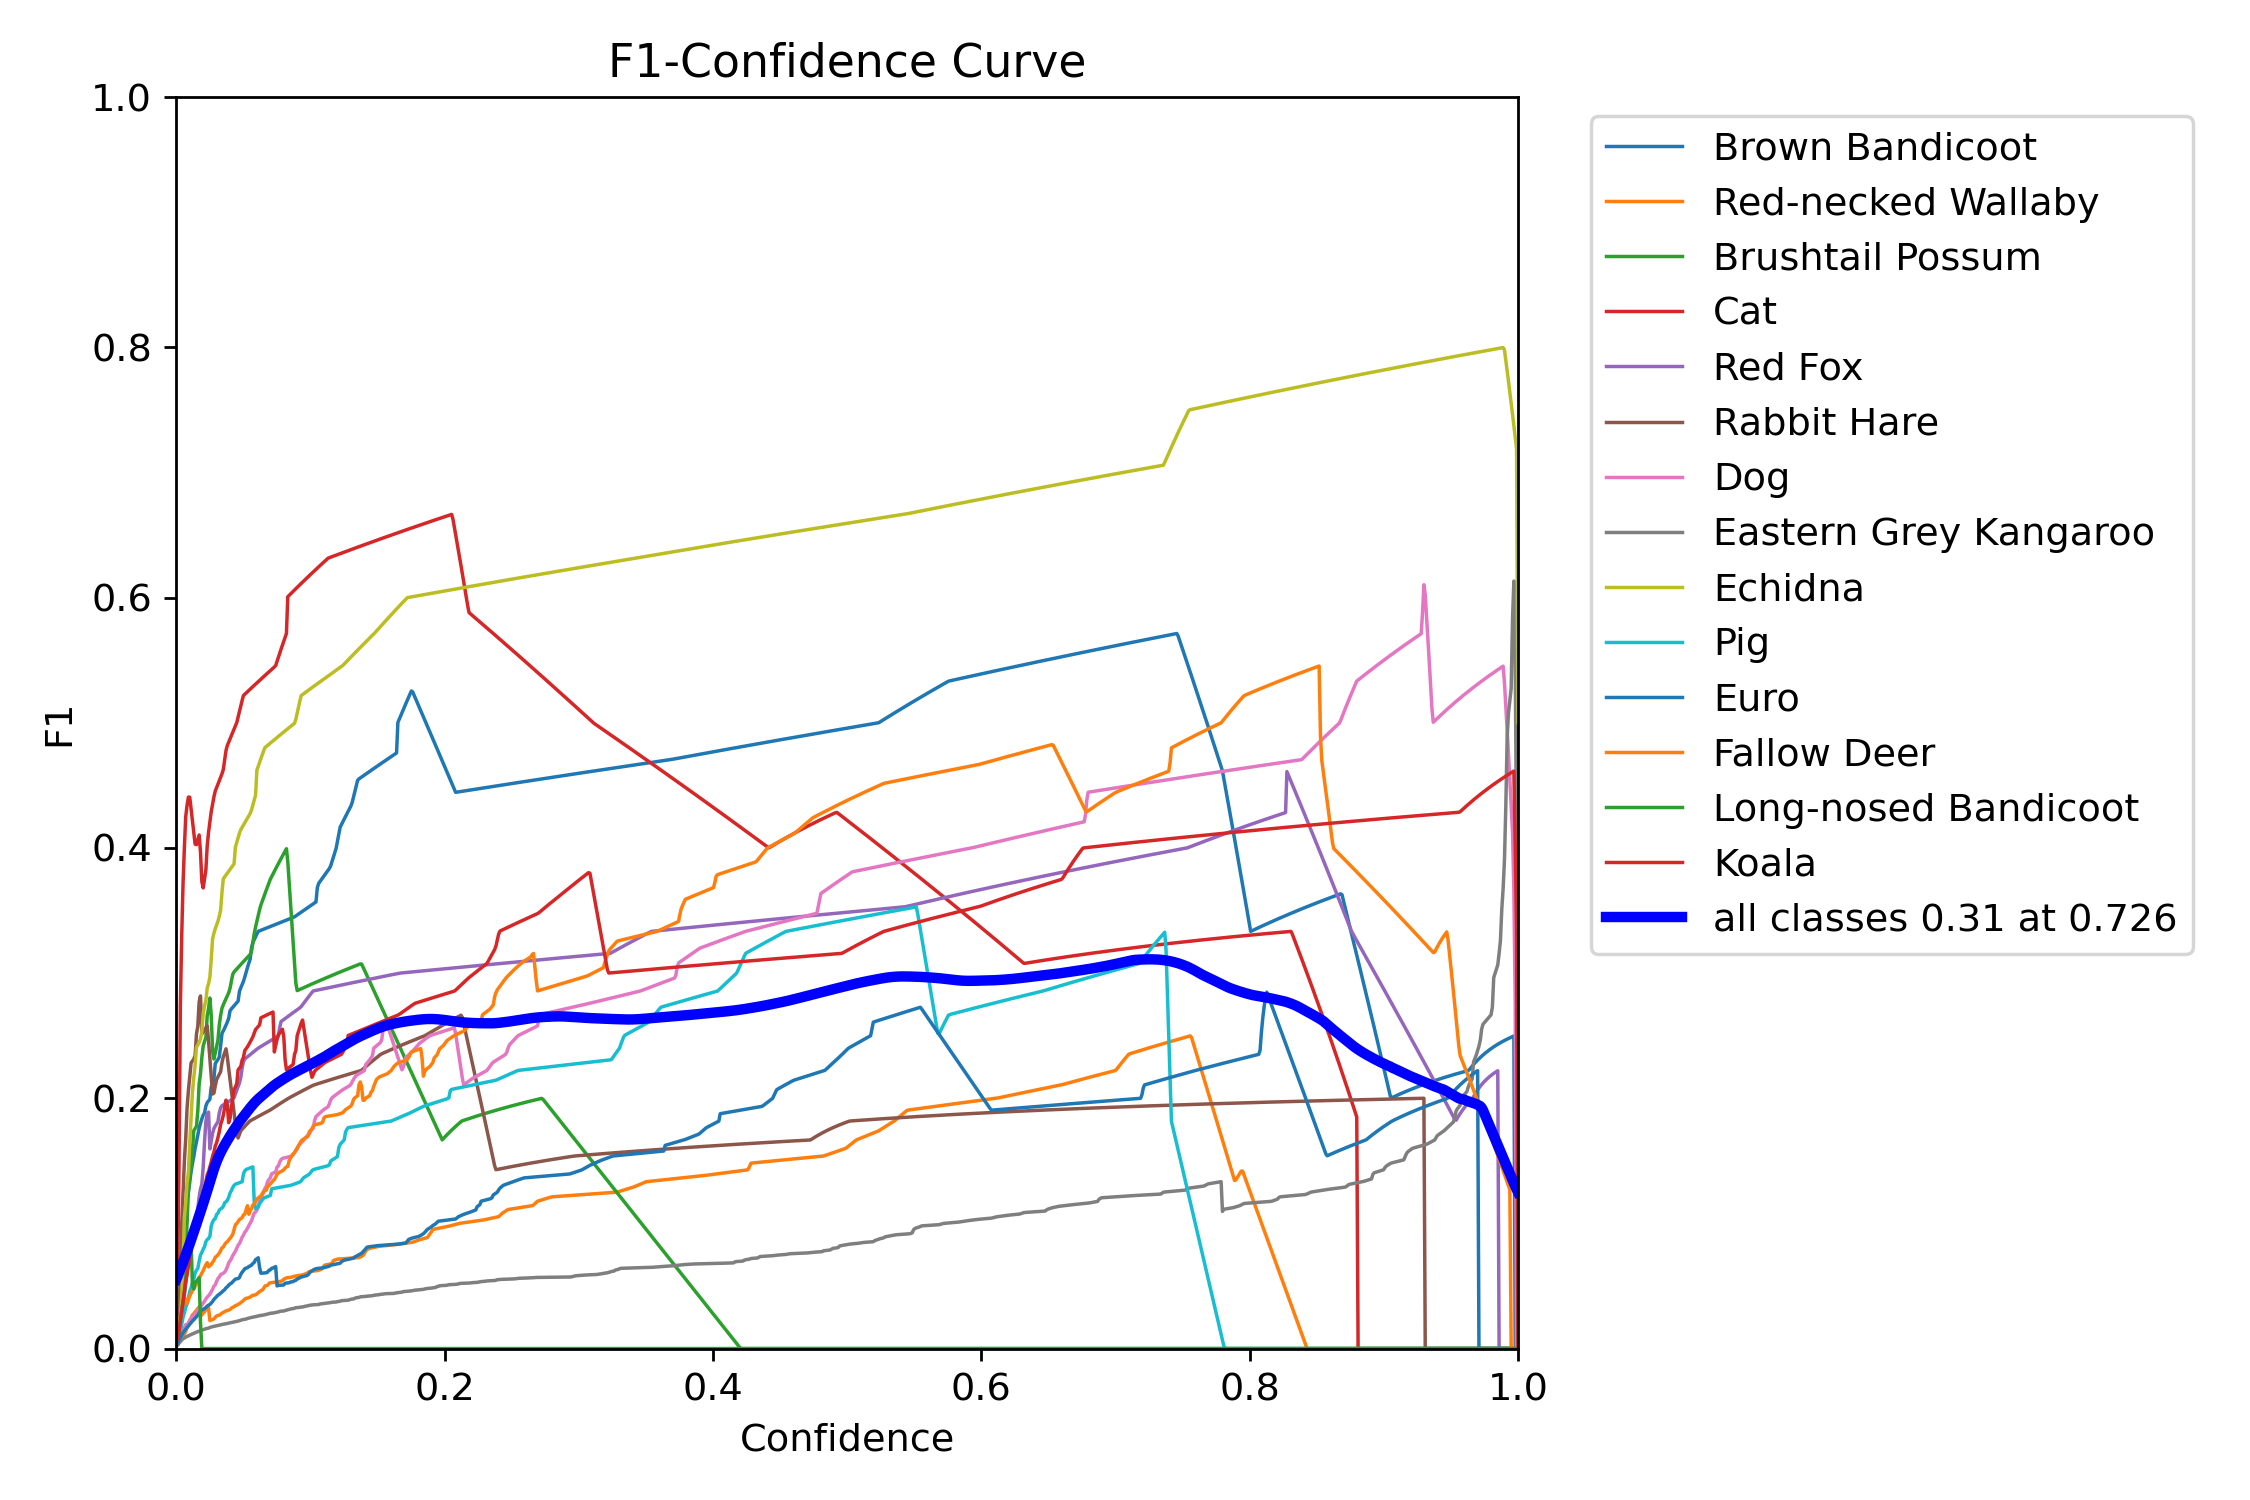 F1-Confidence Curve
1.0
0.8
0.6
0.4
0.2
0.0
F1
0.0 0.2 0.4 0.6 0.8 1.0
Confidence
Brown Bandicoot
Red-necked Wallaby
Brushtail Possum
Cat
Red Fox
Rabbit Hare
Dog
Eastern Grey Kangaroo
Echidna
Pig
Euro
Fallow Deer
Long-nosed Bandicoot
Koala
all classes 0.31 at 0.726